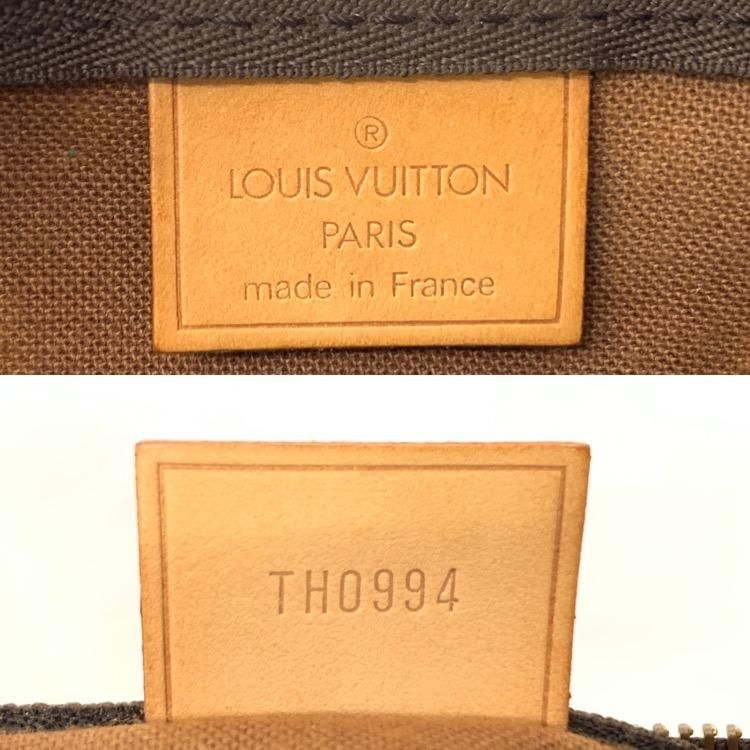 ®
LOUIS VUITTON
PARIS
made in France
TH0994